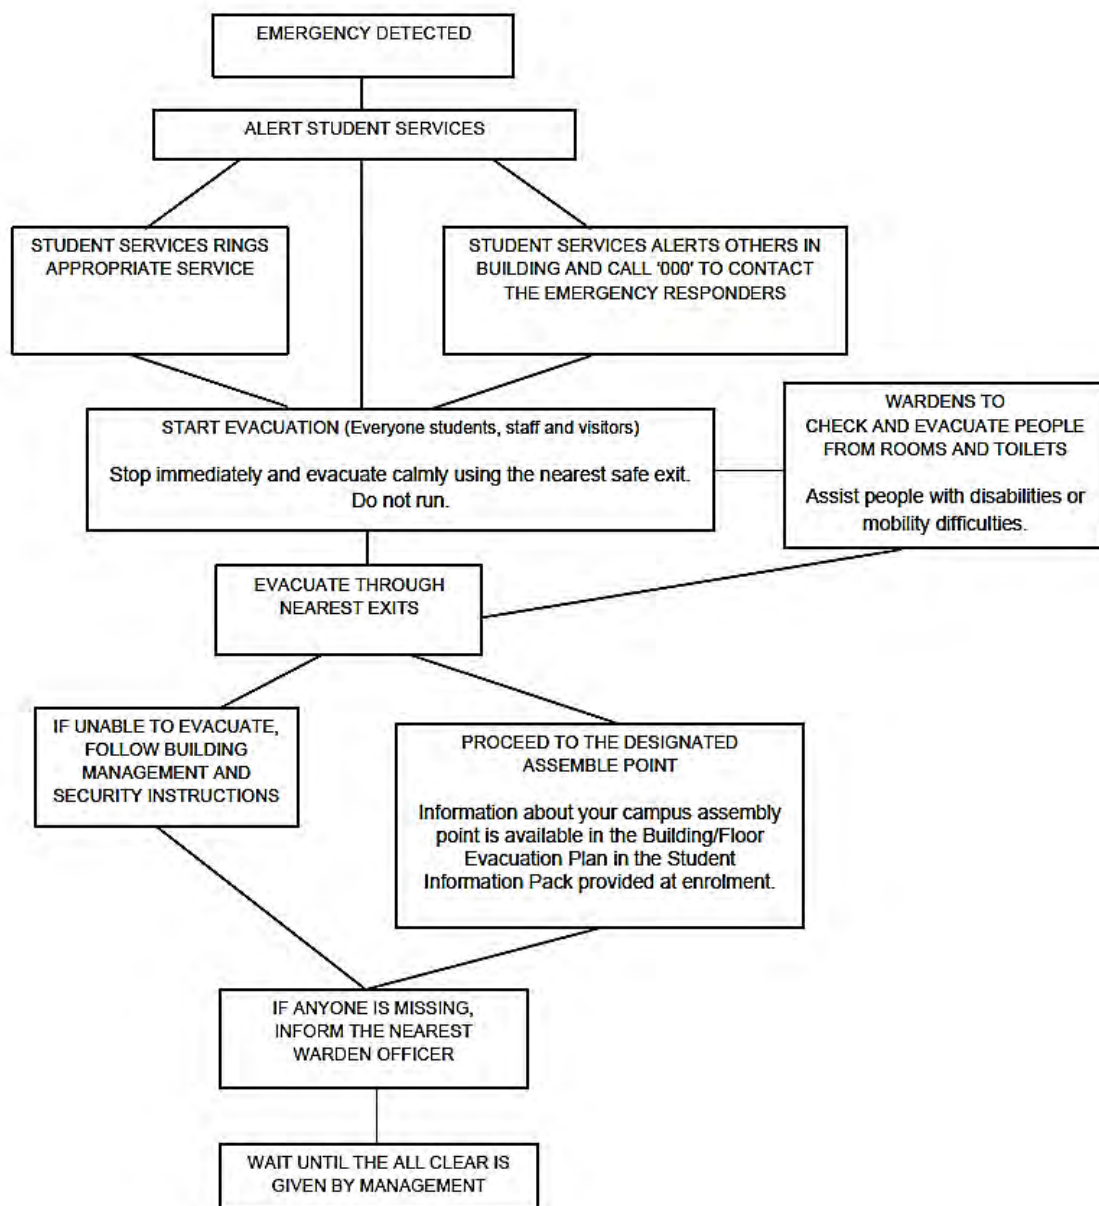 EMERGENCY DETECTED
ALERT STUDENT SERVICES
STUDENT SERVICES RINGS
APPROPRIATE SERVICE
STUDENT SERVICES ALERTS OTHERS IN
BUILDING AND CALL '000' TO CONTACT
THE EMERGENCY RESPONDERS
START EVACUATION (Everyone students, staff and visitors)
Stop immediately and evacuate calmly using the nearest safe exit.
Do not run.
WARDENS TO
CHECK AND EVACUATE PEOPLE
FROM ROOMS AND TOILETS
Assist people with disabilities or
mobility difficulties.
EVACUATE THROUGH
NEAREST EXITS
IF UNABLE TO EVACUATE,
FOLLOW BUILDING
MANAGEMENT AND
SECURITY INSTRUCTIONS
PROCEED TO THE DESIGNATED
ASSEMBLE POINT
Information about your campus assembly
point is available in the Building/Floor
Evacuation Plan in the Student
Information Pack provided at enrolment.
IF ANYONE IS MISSING,
INFORM THE NEAREST
WARDEN OFFICER
WAIT UNTIL THE ALL CLEAR IS
GIVEN BY MANAGEMENT